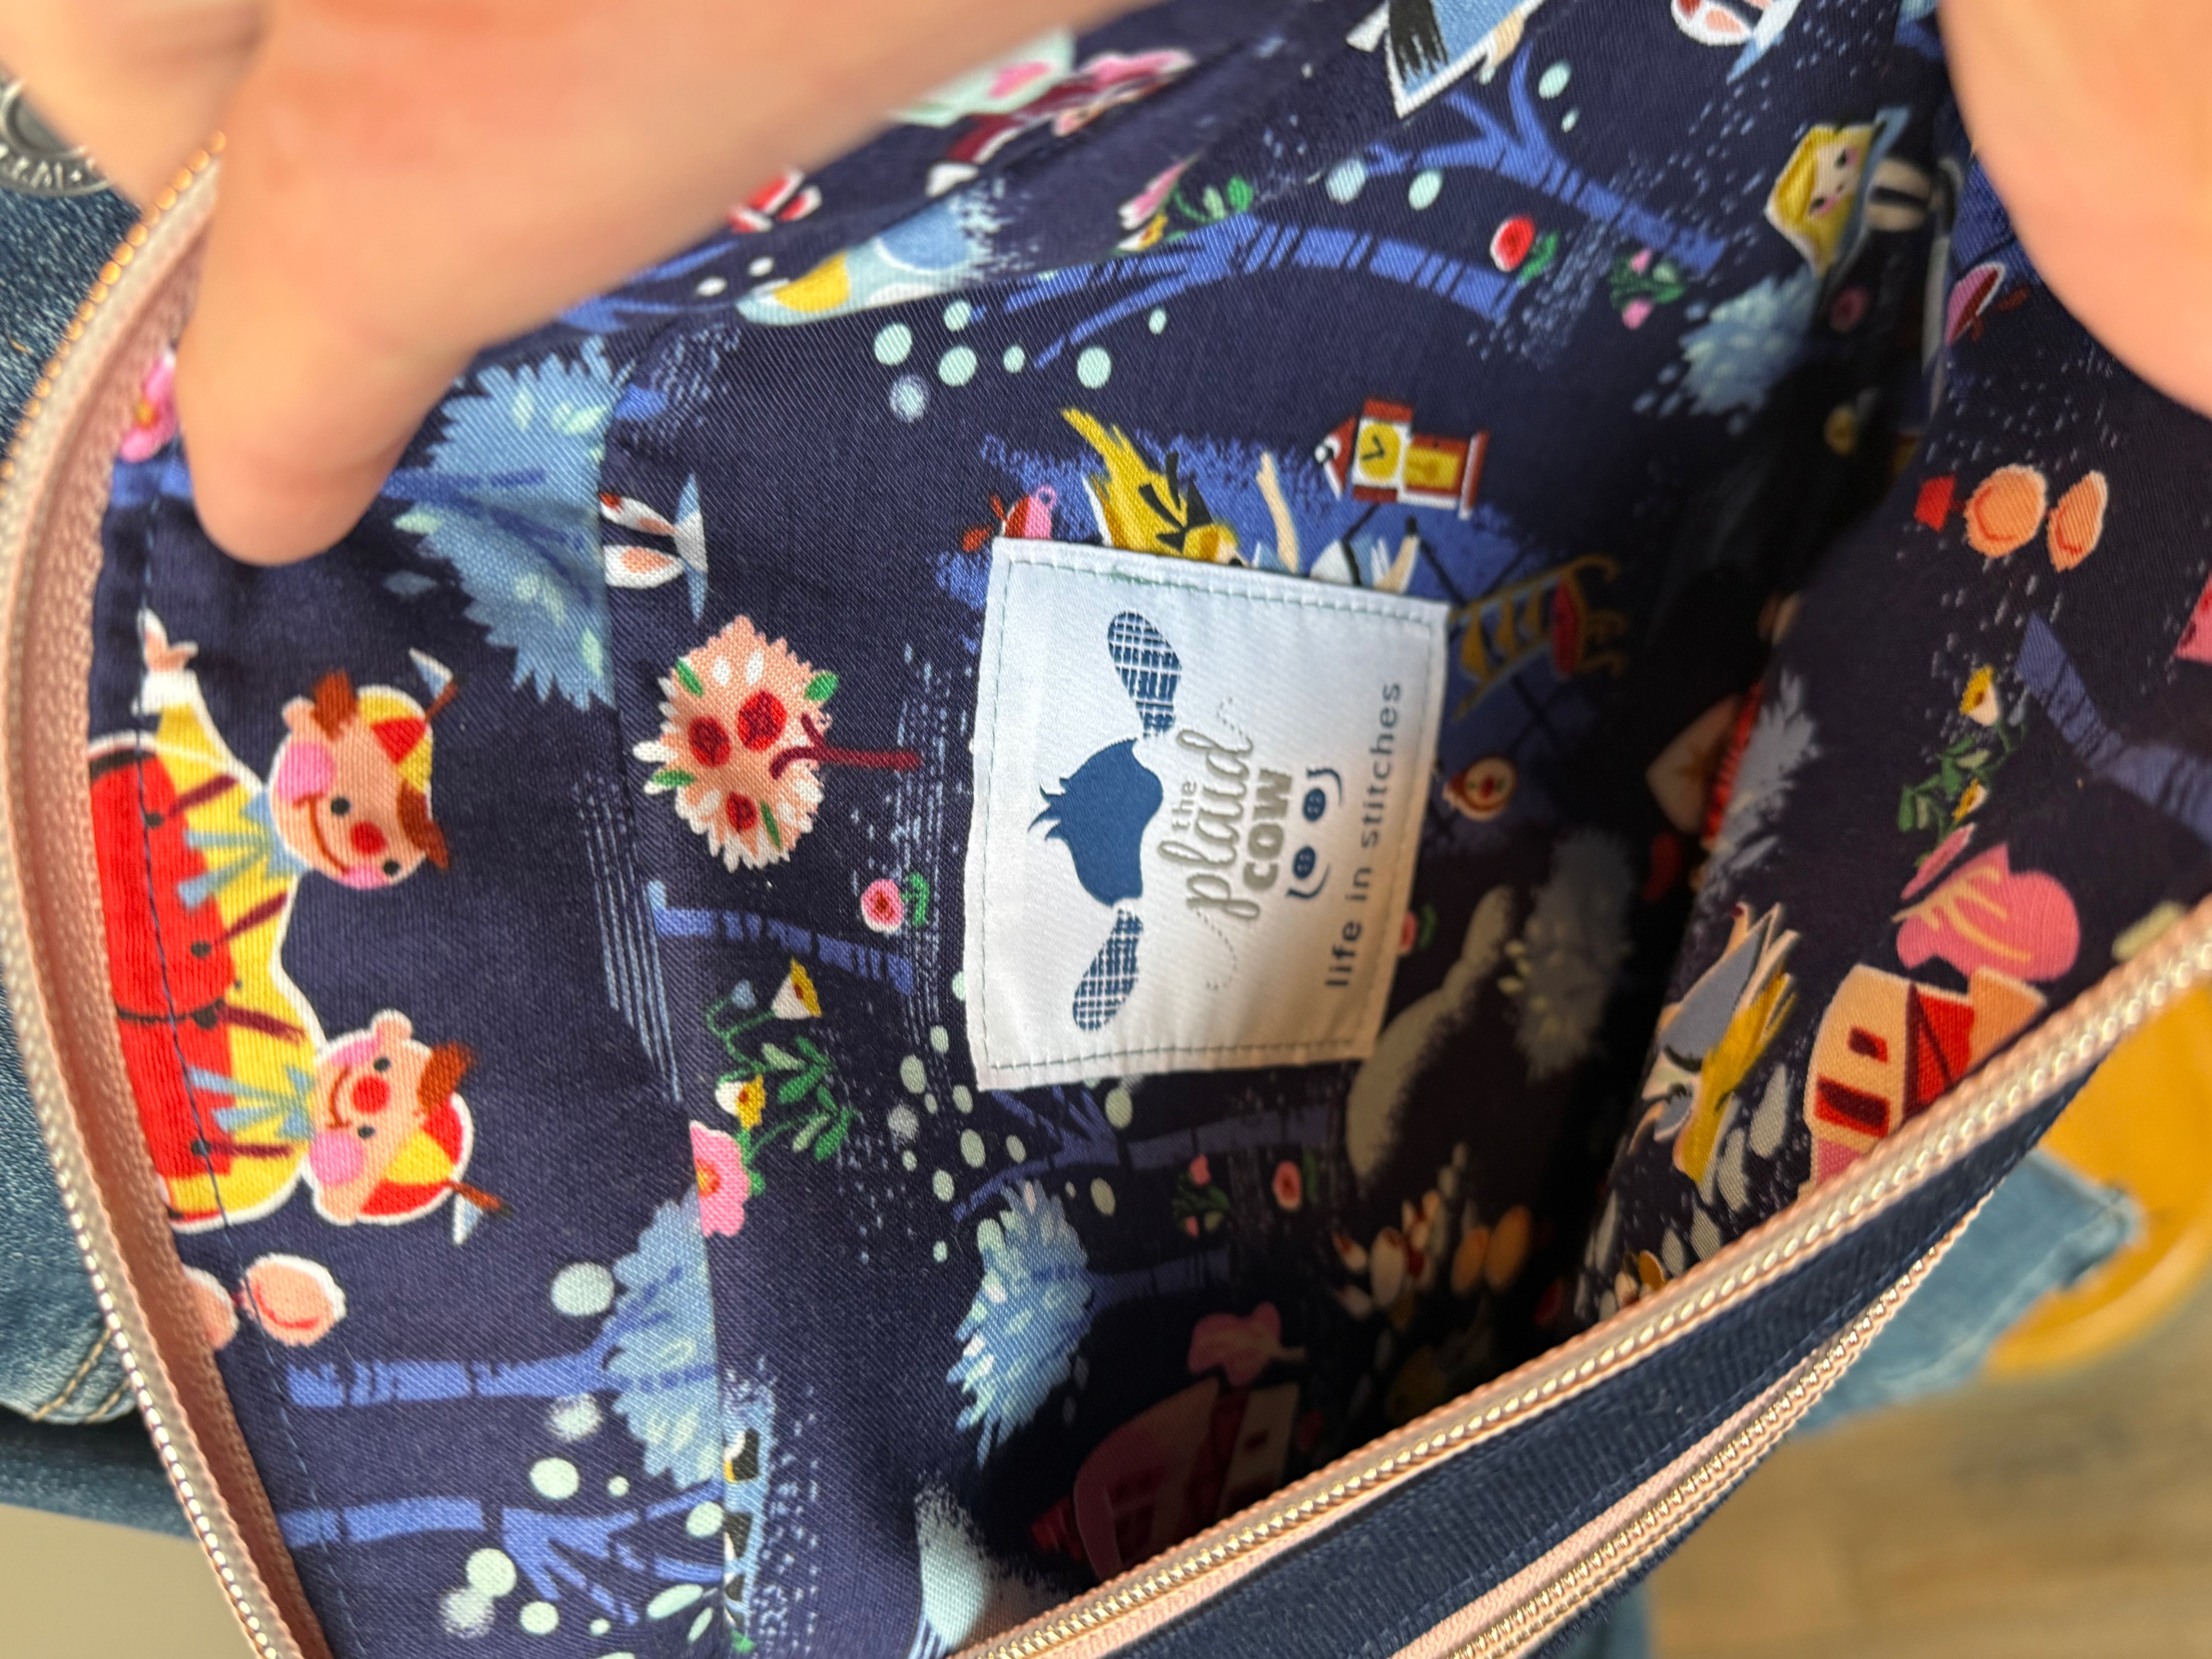 the
plaid
cow
life in stitches